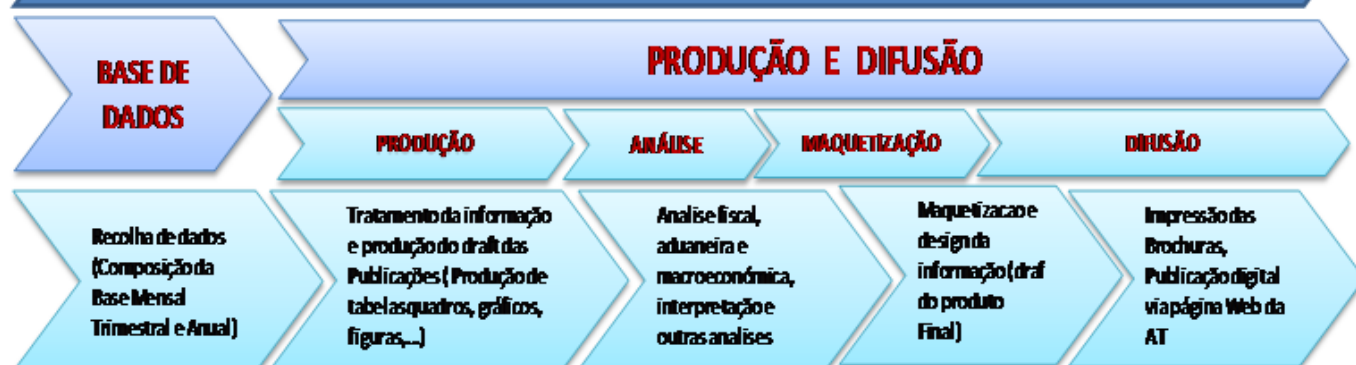 BASE DE
DADOS
PRODUÇÃO E DIFUSÃO
PRODUÇÃO
ANÁLISE
MAQUETIZAÇÃO
DIFUSÃO
Recolha de dados
(Composição da
Base Mensal
Trimestral e Anual)
Tratamento da informação
e produção do draft das
Publicações ( Produção de
tabelas quadros, gráficos,
figuras,...)
Analise fiscal,
aduaneira e
macroeconómica,
interpretação e
outras analises
Maquetizacao e
design da
informação (draf
do produto
Final)
Impressão das
Brochuras,
Publicação digital
via página Web da
AT